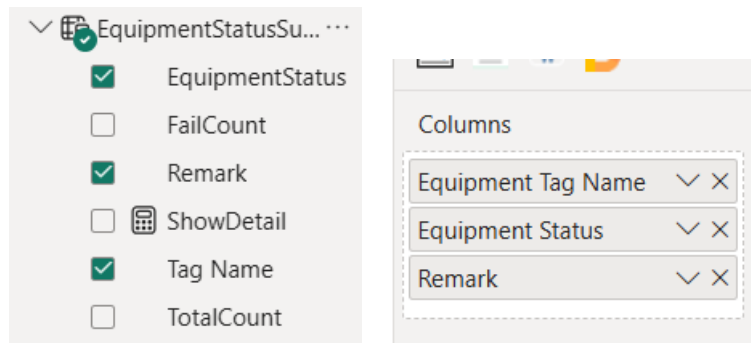 EquipmentStatusSu...
EquipmentStatus
FailCount
Remark
ShowDetail
Tag Name
TotalCount
Columns
Equipment Tag Name
Equipment Status
Remark